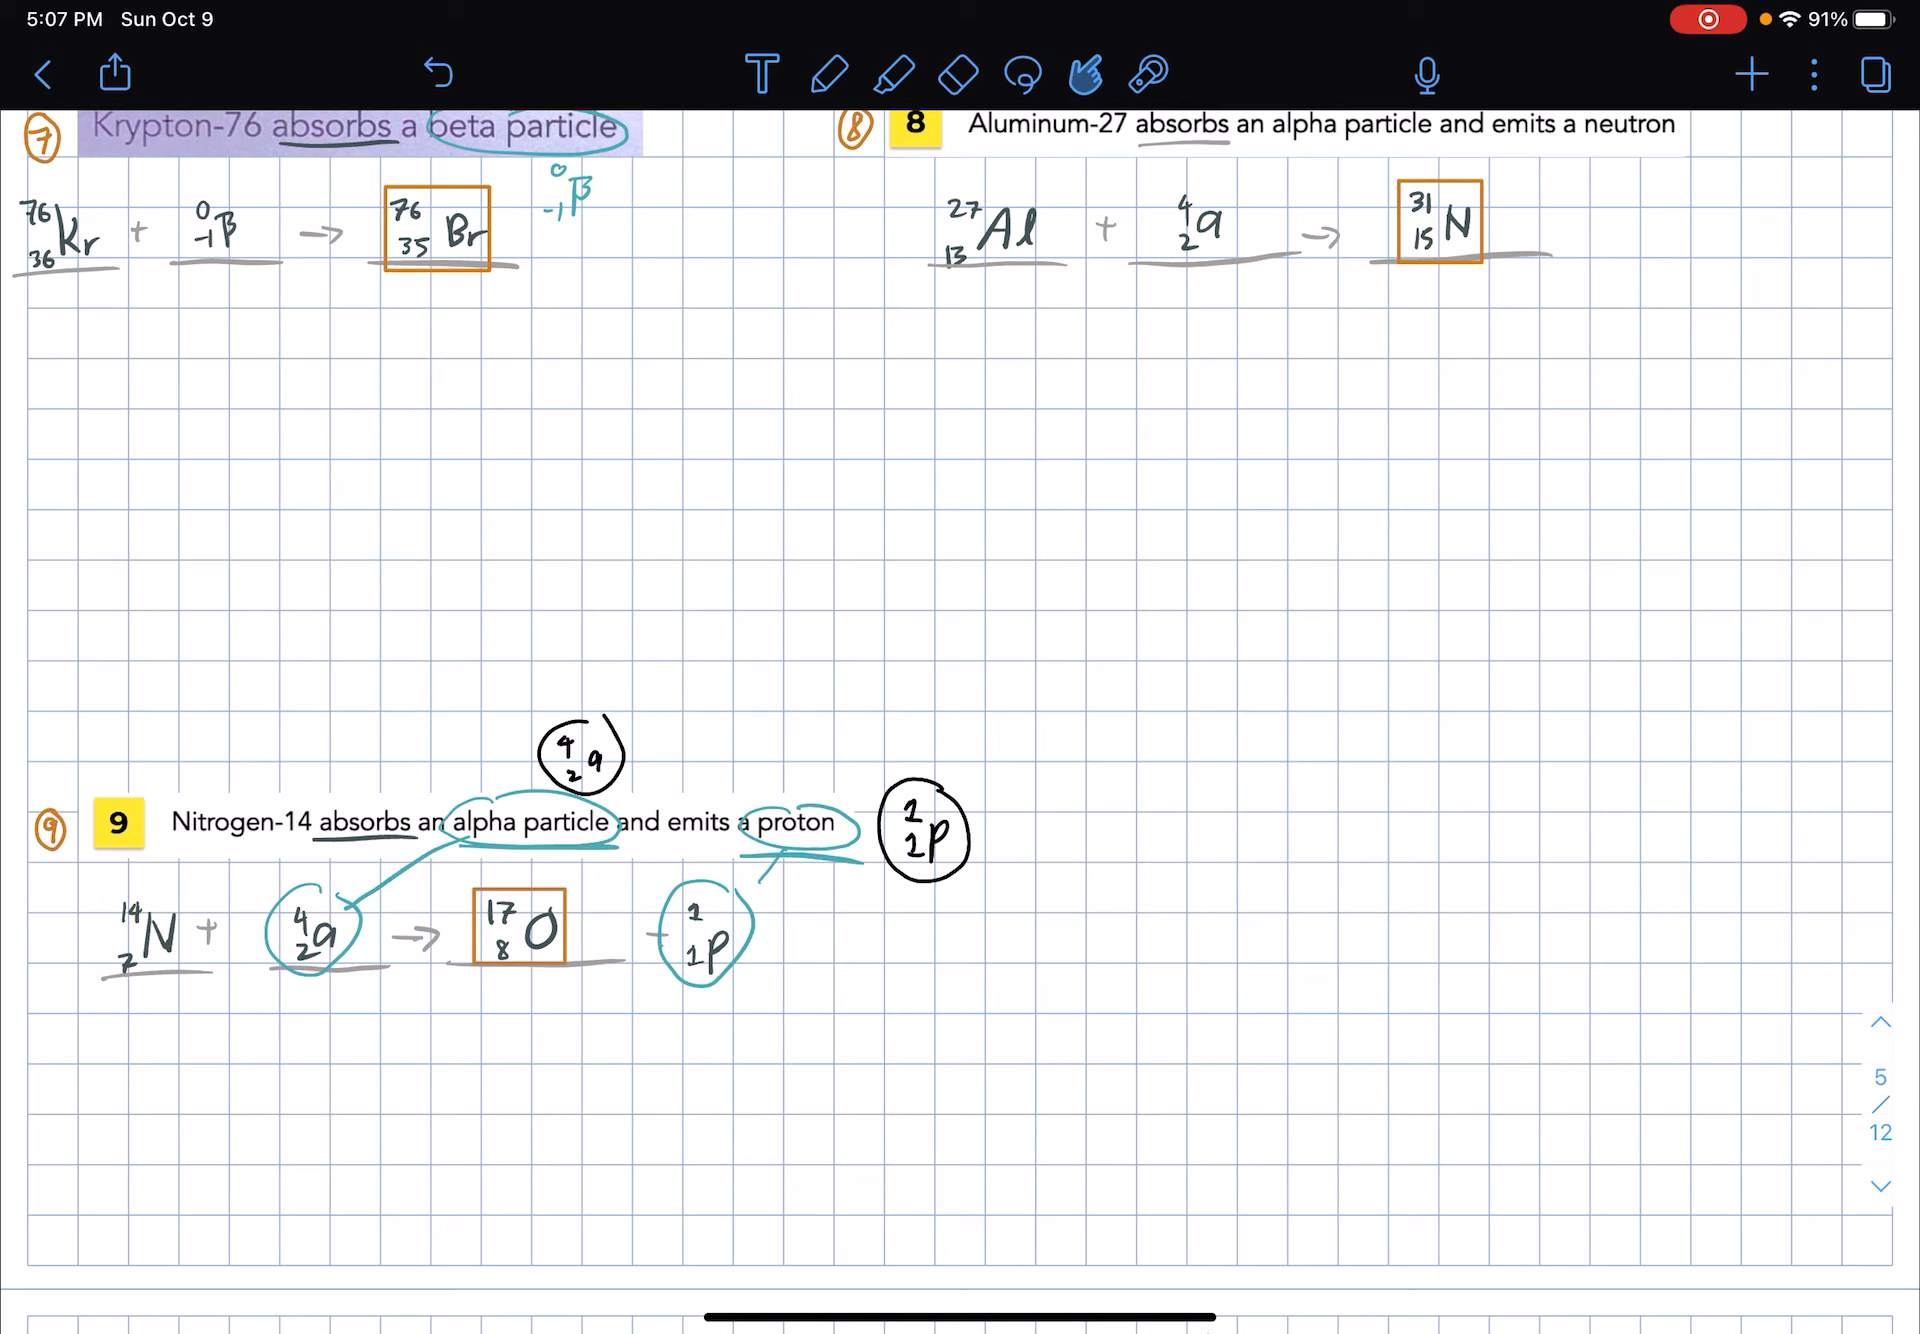 5:07 PM Sun Oct 9
91%
T
7 Krypton-76 absorbs a beta particle
0 -1 β
76 36 Kr + 0 -1 β → 76 35 Br
8 8 Aluminum-27 absorbs an alpha particle and emits a neutron
27 13 Al + 4 2 a → 31 15 N
4 2 a
9 9 Nitrogen-14 absorbs an alpha particle and emits a proton
1 1 p
14 7 N + 4 2 a → 17 8 O + 1 1 p
5
/
12